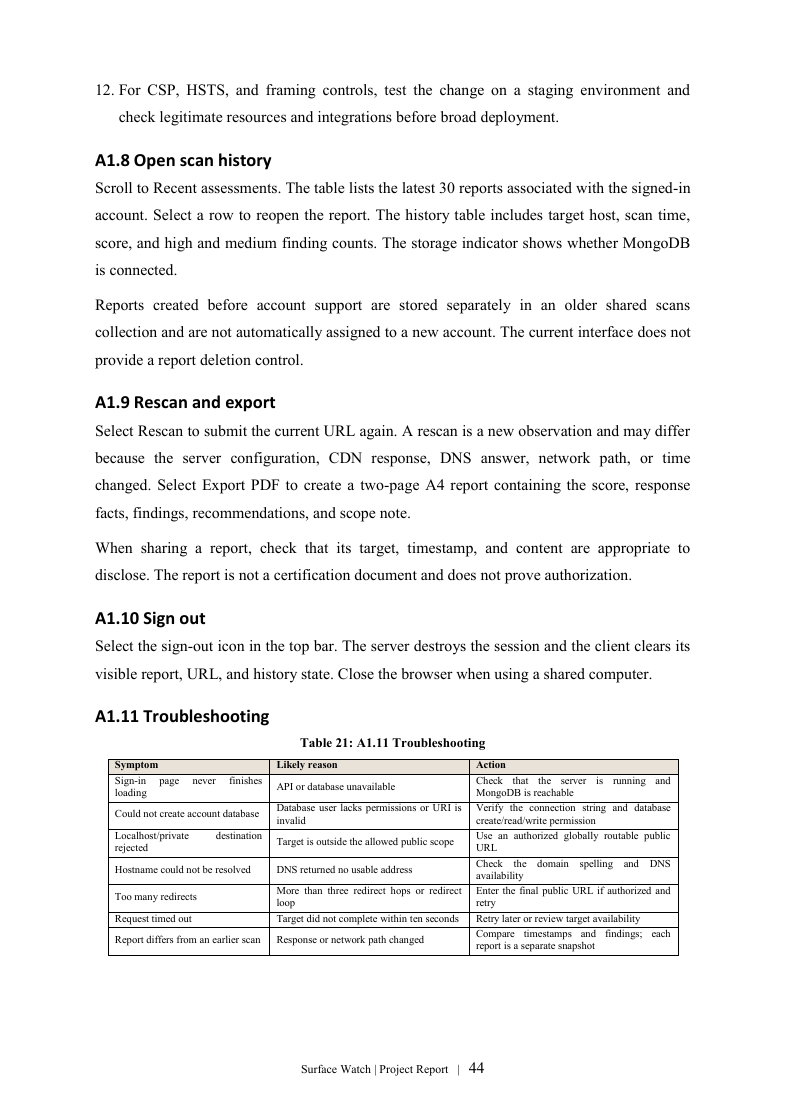 12. For CSP, HSTS, and framing controls, test the change on a staging environment and
check legitimate resources and integrations before broad deployment.
A1.8 Open scan history
Scroll to Recent assessments. The table lists the latest 30 reports associated with the signed-in
account. Select a row to reopen the report. The history table includes target host, scan time,
score, and high and medium finding counts. The storage indicator shows whether MongoDB
is connected.
Reports created before account support are stored separately in an older shared scans
collection and are not automatically assigned to a new account. The current interface does not
provide a report deletion control.
A1.9 Rescan and export
Select Rescan to submit the current URL again. A rescan is a new observation and may differ
because the server configuration, CDN response, DNS answer, network path, or time
changed. Select Export PDF to create a two-page A4 report containing the score, response
facts, findings, recommendations, and scope note.
When sharing a report, check that its target, timestamp, and content are appropriate to
disclose. The report is not a certification document and does not prove authorization.
A1.10 Sign out
Select the sign-out icon in the top bar. The server destroys the session and the client clears its
visible report, URL, and history state. Close the browser when using a shared computer.
A1.11 Troubleshooting
Table 21: A1.11 Troubleshooting
Symptom
Likely reason
Action
Sign-in page never finishes
loading
API or database unavailable
Check that the server is running and
MongoDB is reachable
Could not create account database
Database user lacks permissions or URI is
invalid
Verify the connection string and database
create/read/write permission
Localhost/private destination
rejected
Target is outside the allowed public scope
Use an authorized globally routable public
URL
Hostname could not be resolved
DNS returned no usable address
Check the domain spelling and DNS
availability
Too many redirects
More than three redirect hops or redirect
loop
Enter the final public URL if authorized and
retry
Request timed out
Target did not complete within ten seconds
Retry later or review target availability
Report differs from an earlier scan
Response or network path changed
Compare timestamps and findings; each
report is a separate snapshot
Surface Watch | Project Report | 44